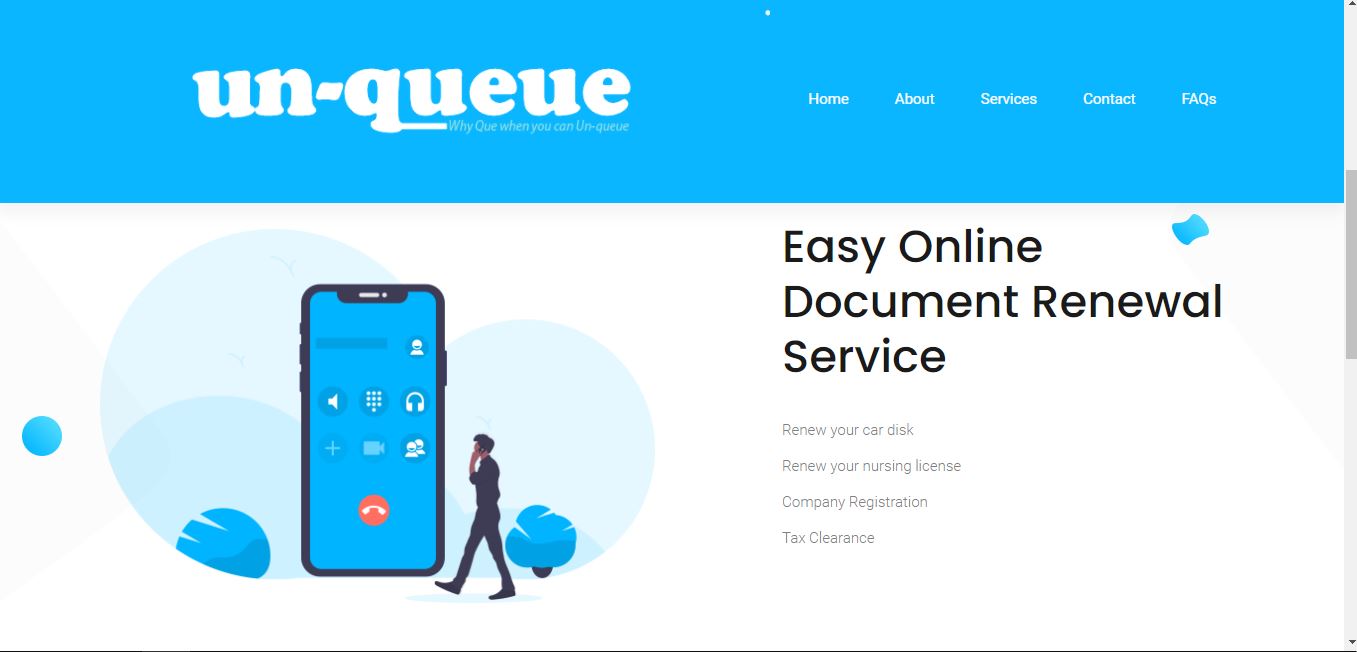 un-queue
Why Que when you can Un-queue
Home
About
Services
Contact
FAQs
Easy Online
Document Renewal
Service
Renew your car disk
Renew your nursing license
Company Registration
Tax Clearance